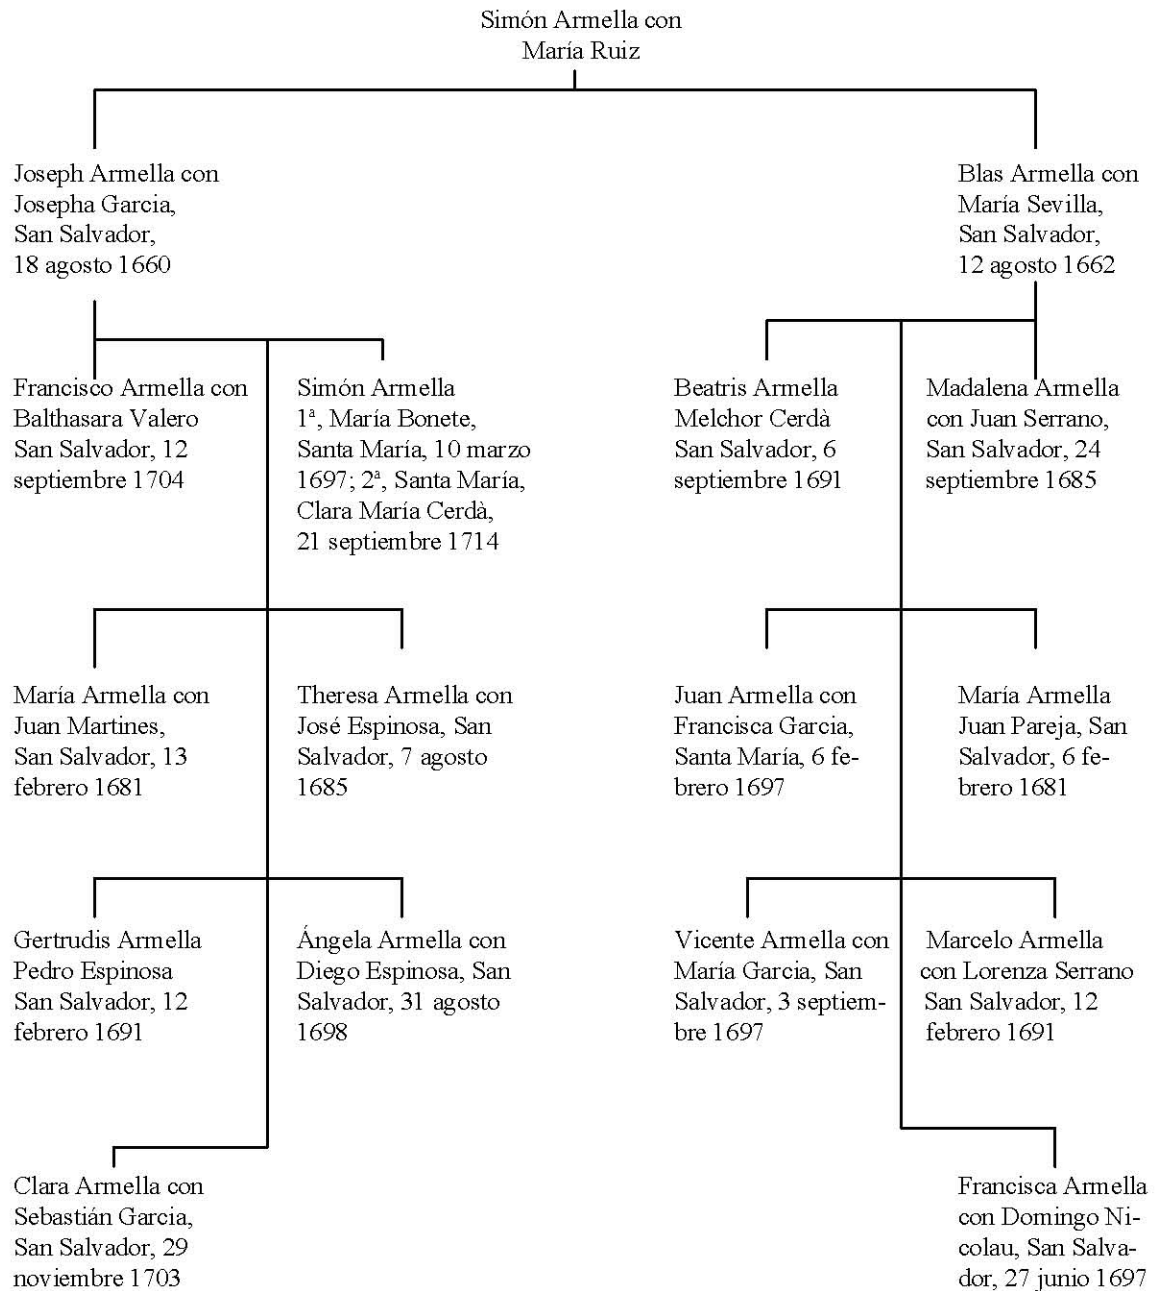 Simón Armella con
María Ruiz
Joseph Armella con
Josepha Garcia,
San Salvador,
18 agosto 1660
Blas Armella con
María Sevilla,
San Salvador,
12 agosto 1662
Francisco Armella con
Balthasara Valero
San Salvador, 12
septiembre 1704
Simón Armella
1ª, María Bonete,
Santa María, 10 marzo
1697; 2ª, Santa María,
Clara María Cerdà,
21 septiembre 1714
Beatris Armella
Melchor Cerdà
San Salvador, 6
septiembre 1691
Madalena Armella
con Juan Serrano,
San Salvador, 24
septiembre 1685
María Armella con
Juan Martines,
San Salvador, 13
febrero 1681
Theresa Armella con
José Espinosa, San
Salvador, 7 agosto
1685
Juan Armella con
Francisca Garcia,
Santa María, 6 fe-
brero 1697
María Armella
Juan Pareja, San
Salvador, 6 fe-
brero 1681
Gertrudis Armella
Pedro Espinosa
San Salvador, 12
febrero 1691
Ángela Armella con
Diego Espinosa, San
Salvador, 31 agosto
1698
Vicente Armella con
María Garcia, San
Salvador, 3 septiem-
bre 1697
Marcelo Armella
con Lorenza Serrano
San Salvador, 12
febrero 1691
Clara Armella con
Sebastián Garcia,
San Salvador, 29
noviembre 1703
Francisca Armella
con Domingo Ni-
colau, San Salva-
dor, 27 junio 1697